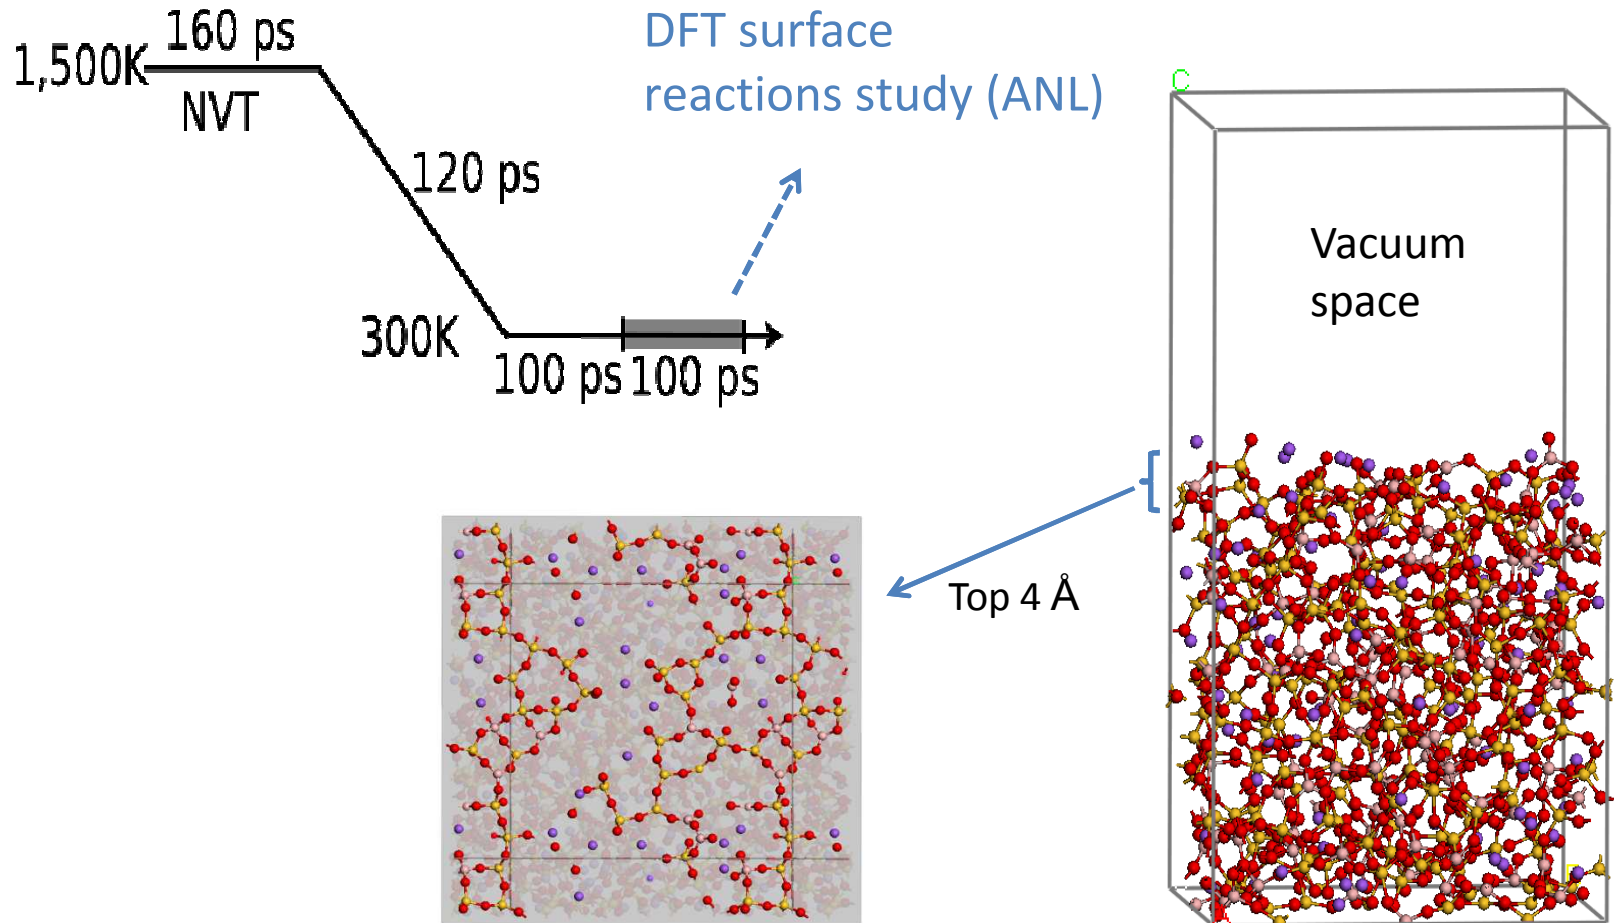 160 ps
1,500K
NVT
120 ps
300K
100 ps
100 ps
DFT surface
reactions study (ANL)
C
Vacuum
space
Top 4 Å